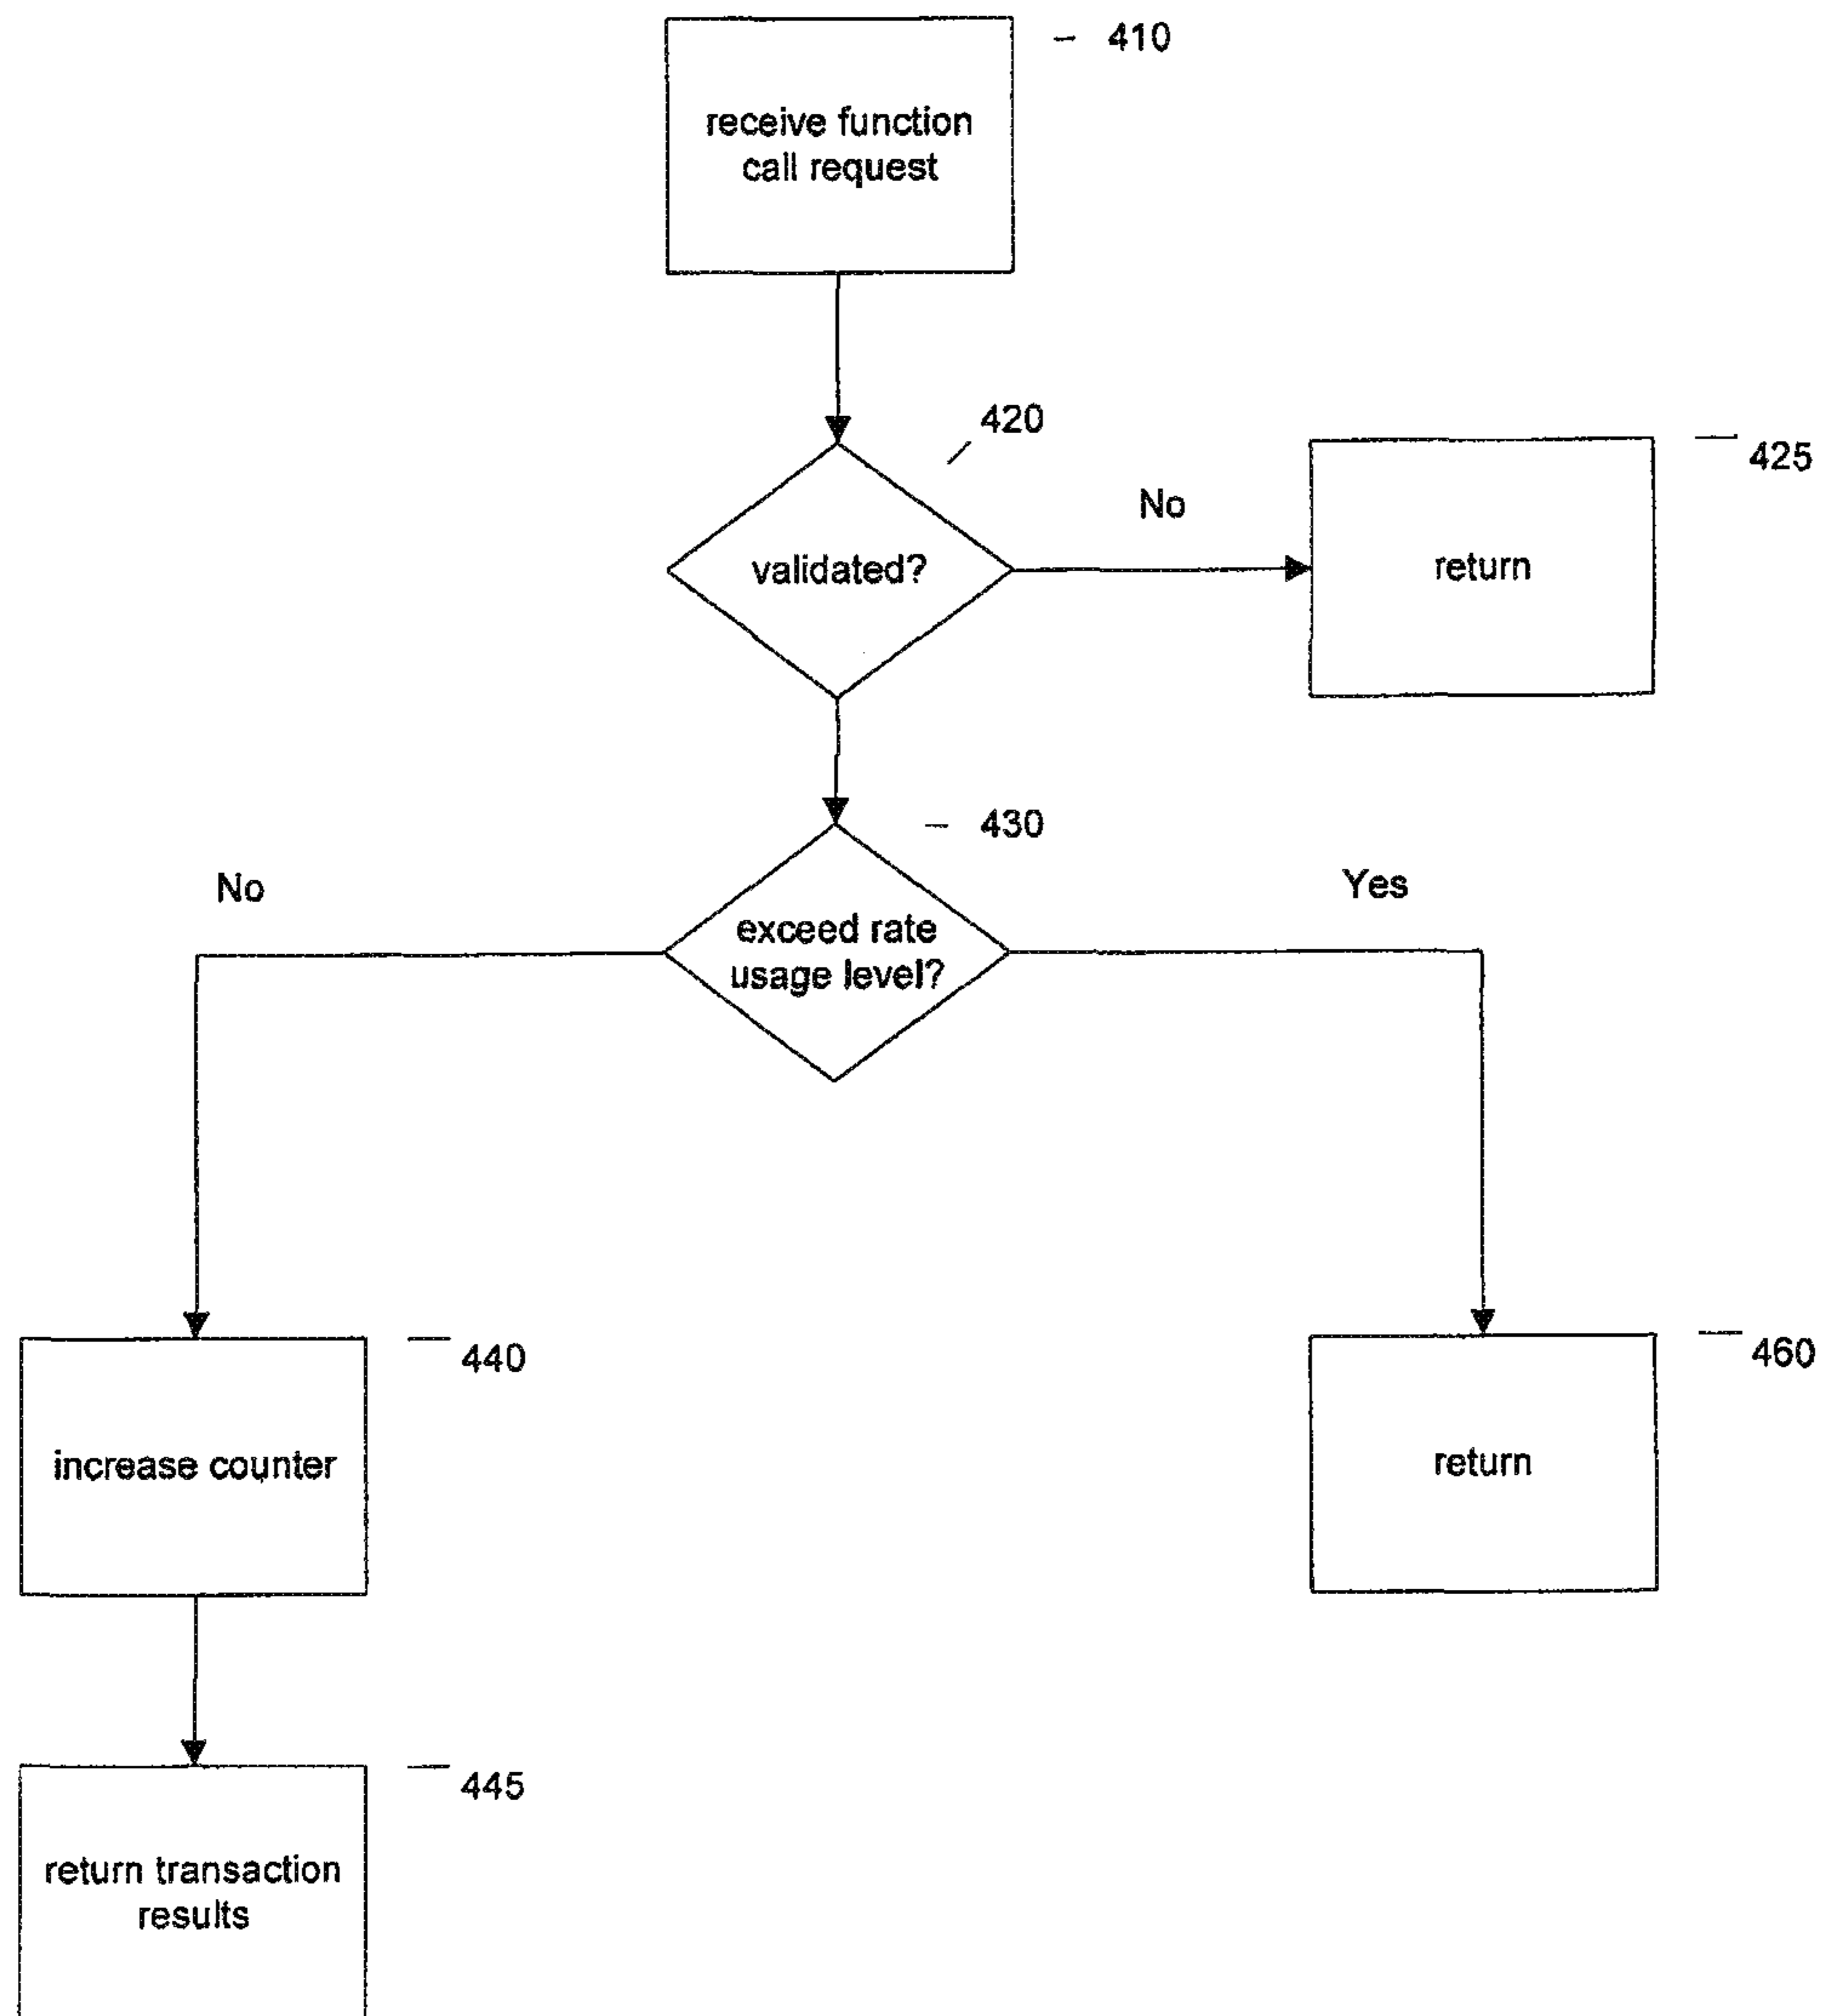 410
receive function
call request
420
No
validated?
425
return
430
No
Yes
exceed rate
usage level?
440
increase counter
460
return
445
return transaction
results